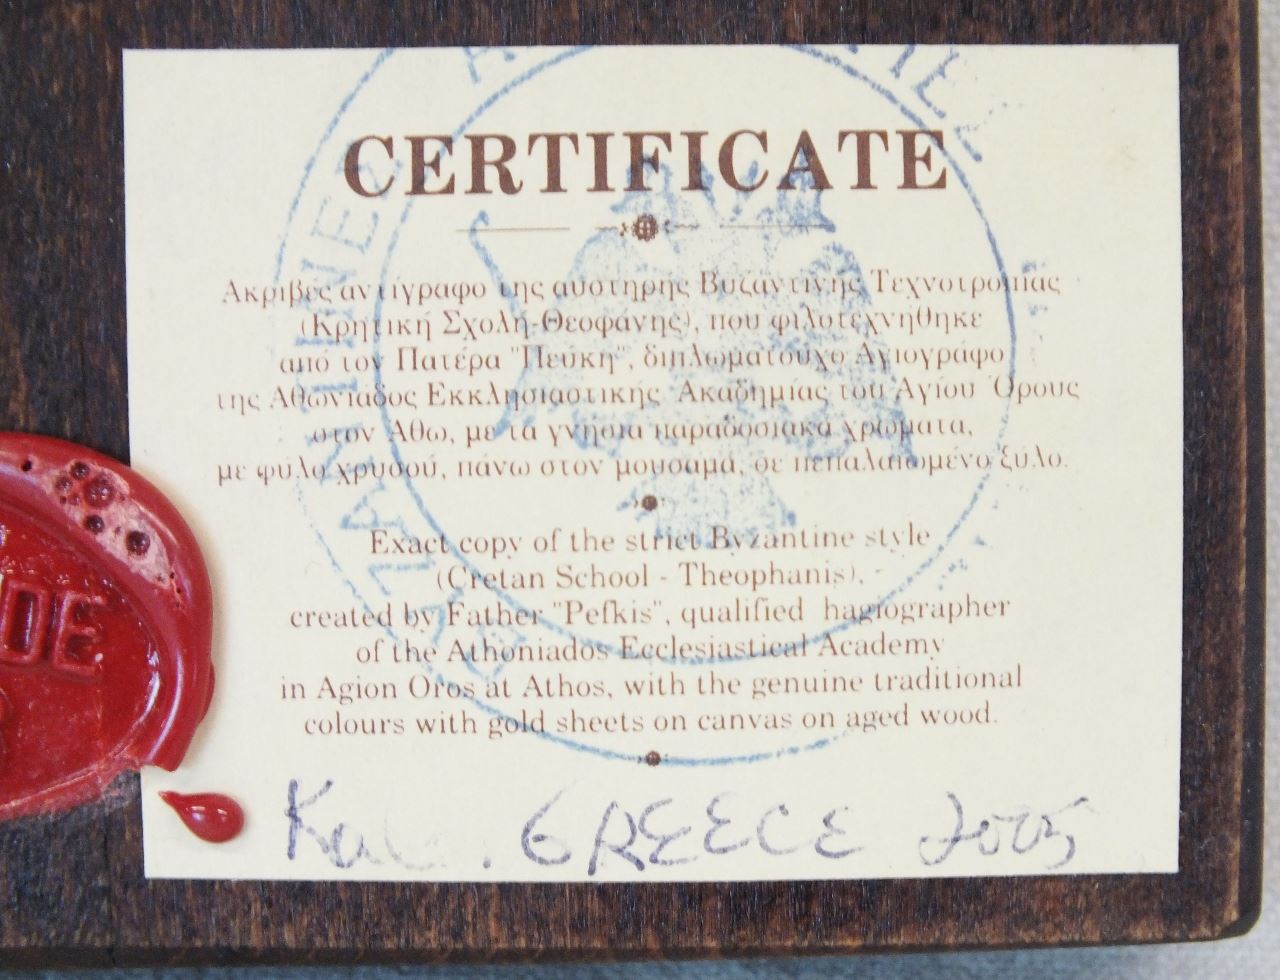 CERTIFICATE
Ακριβές αντίγραφο της αυστηρής Βυζαντινής Τεχνοτροπίας
(Κρητική Σχολή-Θεοφάνης), που φιλοτεχνήθηκε
από τον Πατέρα "Πεύκη", διπλωματούχο Αγιογράφο
της Αθωνιάδος Εκκλησιαστικής Ακαδημίας του Αγίου Όρους
στον Άθω, με τα γνήσια παραδοσιακά χρώματα,
με φύλο χρυσού, πάνω στον μουσαμά, σε πεπαλαιωμένο ξύλο.
Exact copy of the strict Byzantine style
(Cretan School - Theophanis),
created by Father "Pefkis", qualified hagiographer
of the Athoniados Ecclesiastical Academy
in Agion Oros at Athos, with the genuine traditional
colours with gold sheets on canvas on aged wood.
GREECE 2005